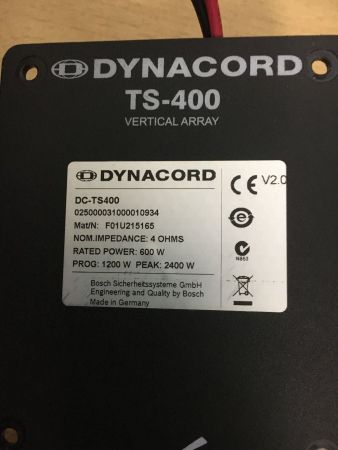 DYNACORD
TS-400
VERTICAL ARRAY
DYNACORD
DC-TS400
025000031000010934
Mat/N: F01U215165
NOM.IMPEDANCE: 4 OHMS
RATED POWER: 600 W
PROG: 1200 W PEAK: 2400 W
Bosch Sicherheitssysteme GmbH
Engineering and Quality by Bosch
Made in Germany
CE V2.0
e
N663